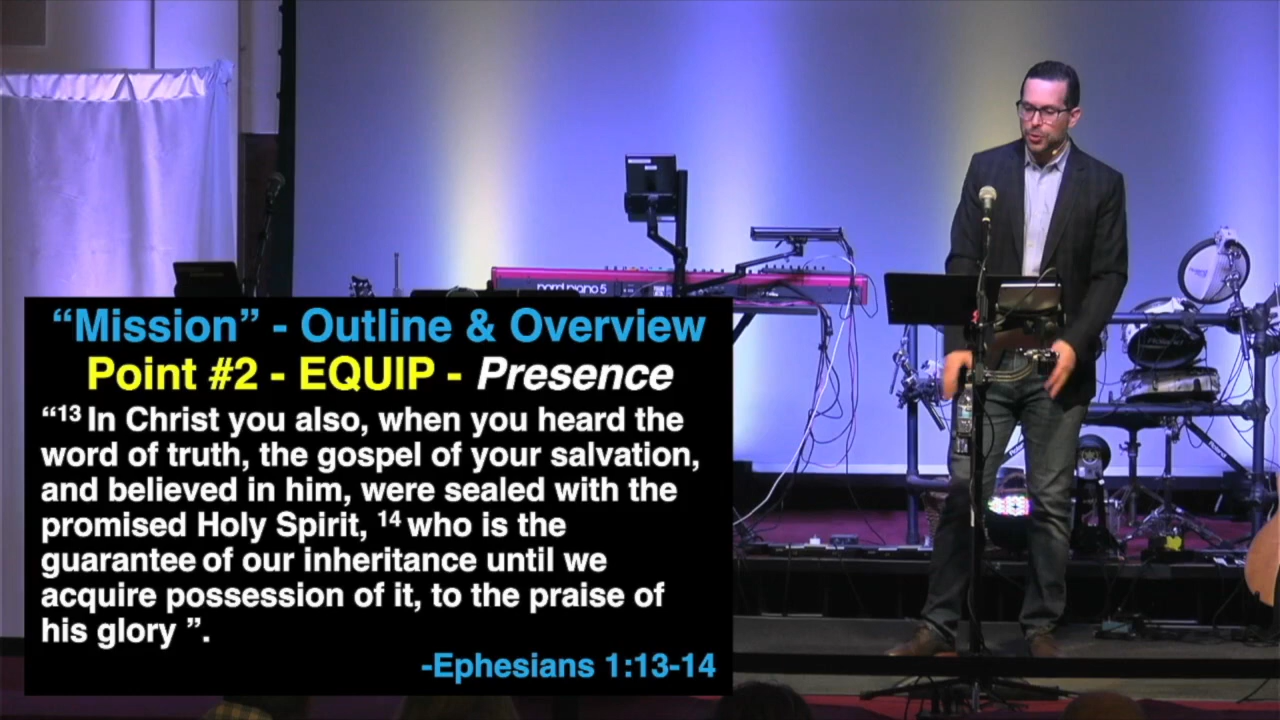 “Mission” - Outline & Overview
Point #2 - EQUIP - Presence
“13 In Christ you also, when you heard the
word of truth, the gospel of your salvation,
and believed in him, were sealed with the
promised Holy Spirit, 14 who is the
guarantee of our inheritance until we
acquire possession of it, to the praise of
his glory ”.
-Ephesians 1:13-14
nord piano 5
Roland